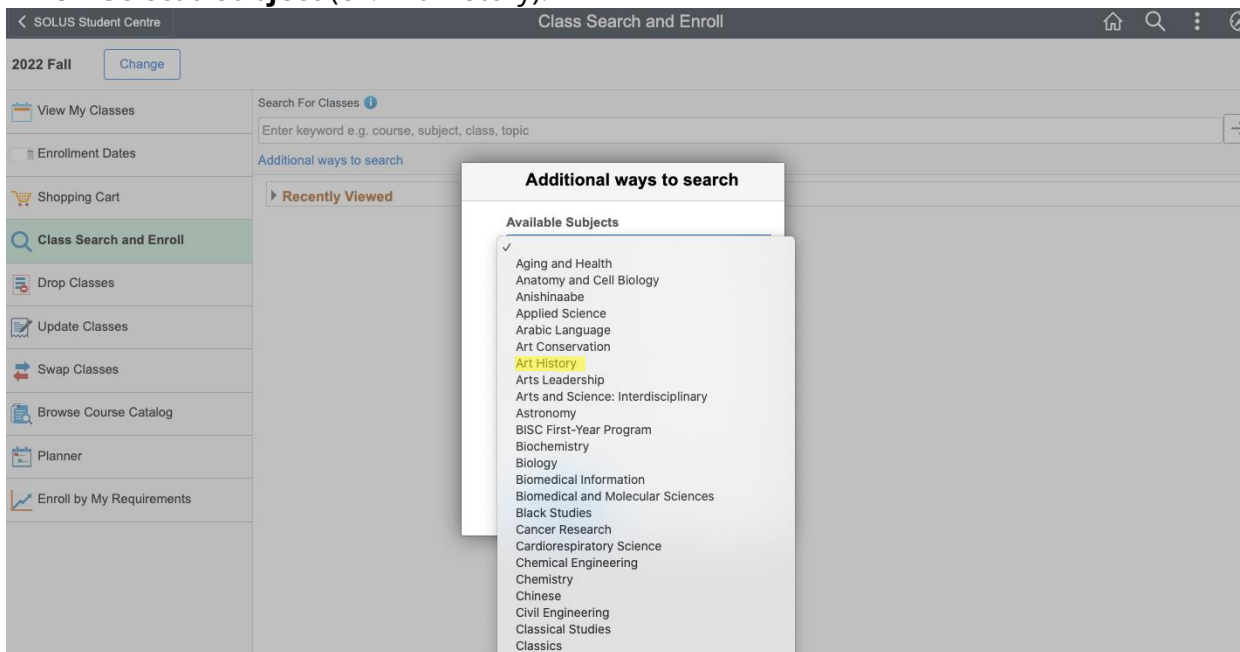 SOLUS Student Centre
Class Search and Enroll
2022 Fall
Change
View My Classes
Enrollment Dates
Shopping Cart
Class Search and Enroll
Drop Classes
Update Classes
Swap Classes
Browse Course Catalog
Planner
Enroll by My Requirements
Search For Classes
Enter keyword e.g. course, subject, class, topic
Additional ways to search
Recently Viewed
Additional ways to search
Available Subjects
Aging and Health
Anatomy and Cell Biology
Anishinaabe
Applied Science
Arabic Language
Art Conservation
Art History
Arts Leadership
Arts and Science: Interdisciplinary
Astronomy
BISC First-Year Program
Biochemistry
Biology
Biomedical Information
Biomedical and Molecular Sciences
Black Studies
Cancer Research
Cardiorespiratory Science
Chemical Engineering
Chemistry
Chinese
Civil Engineering
Classical Studies
Classics